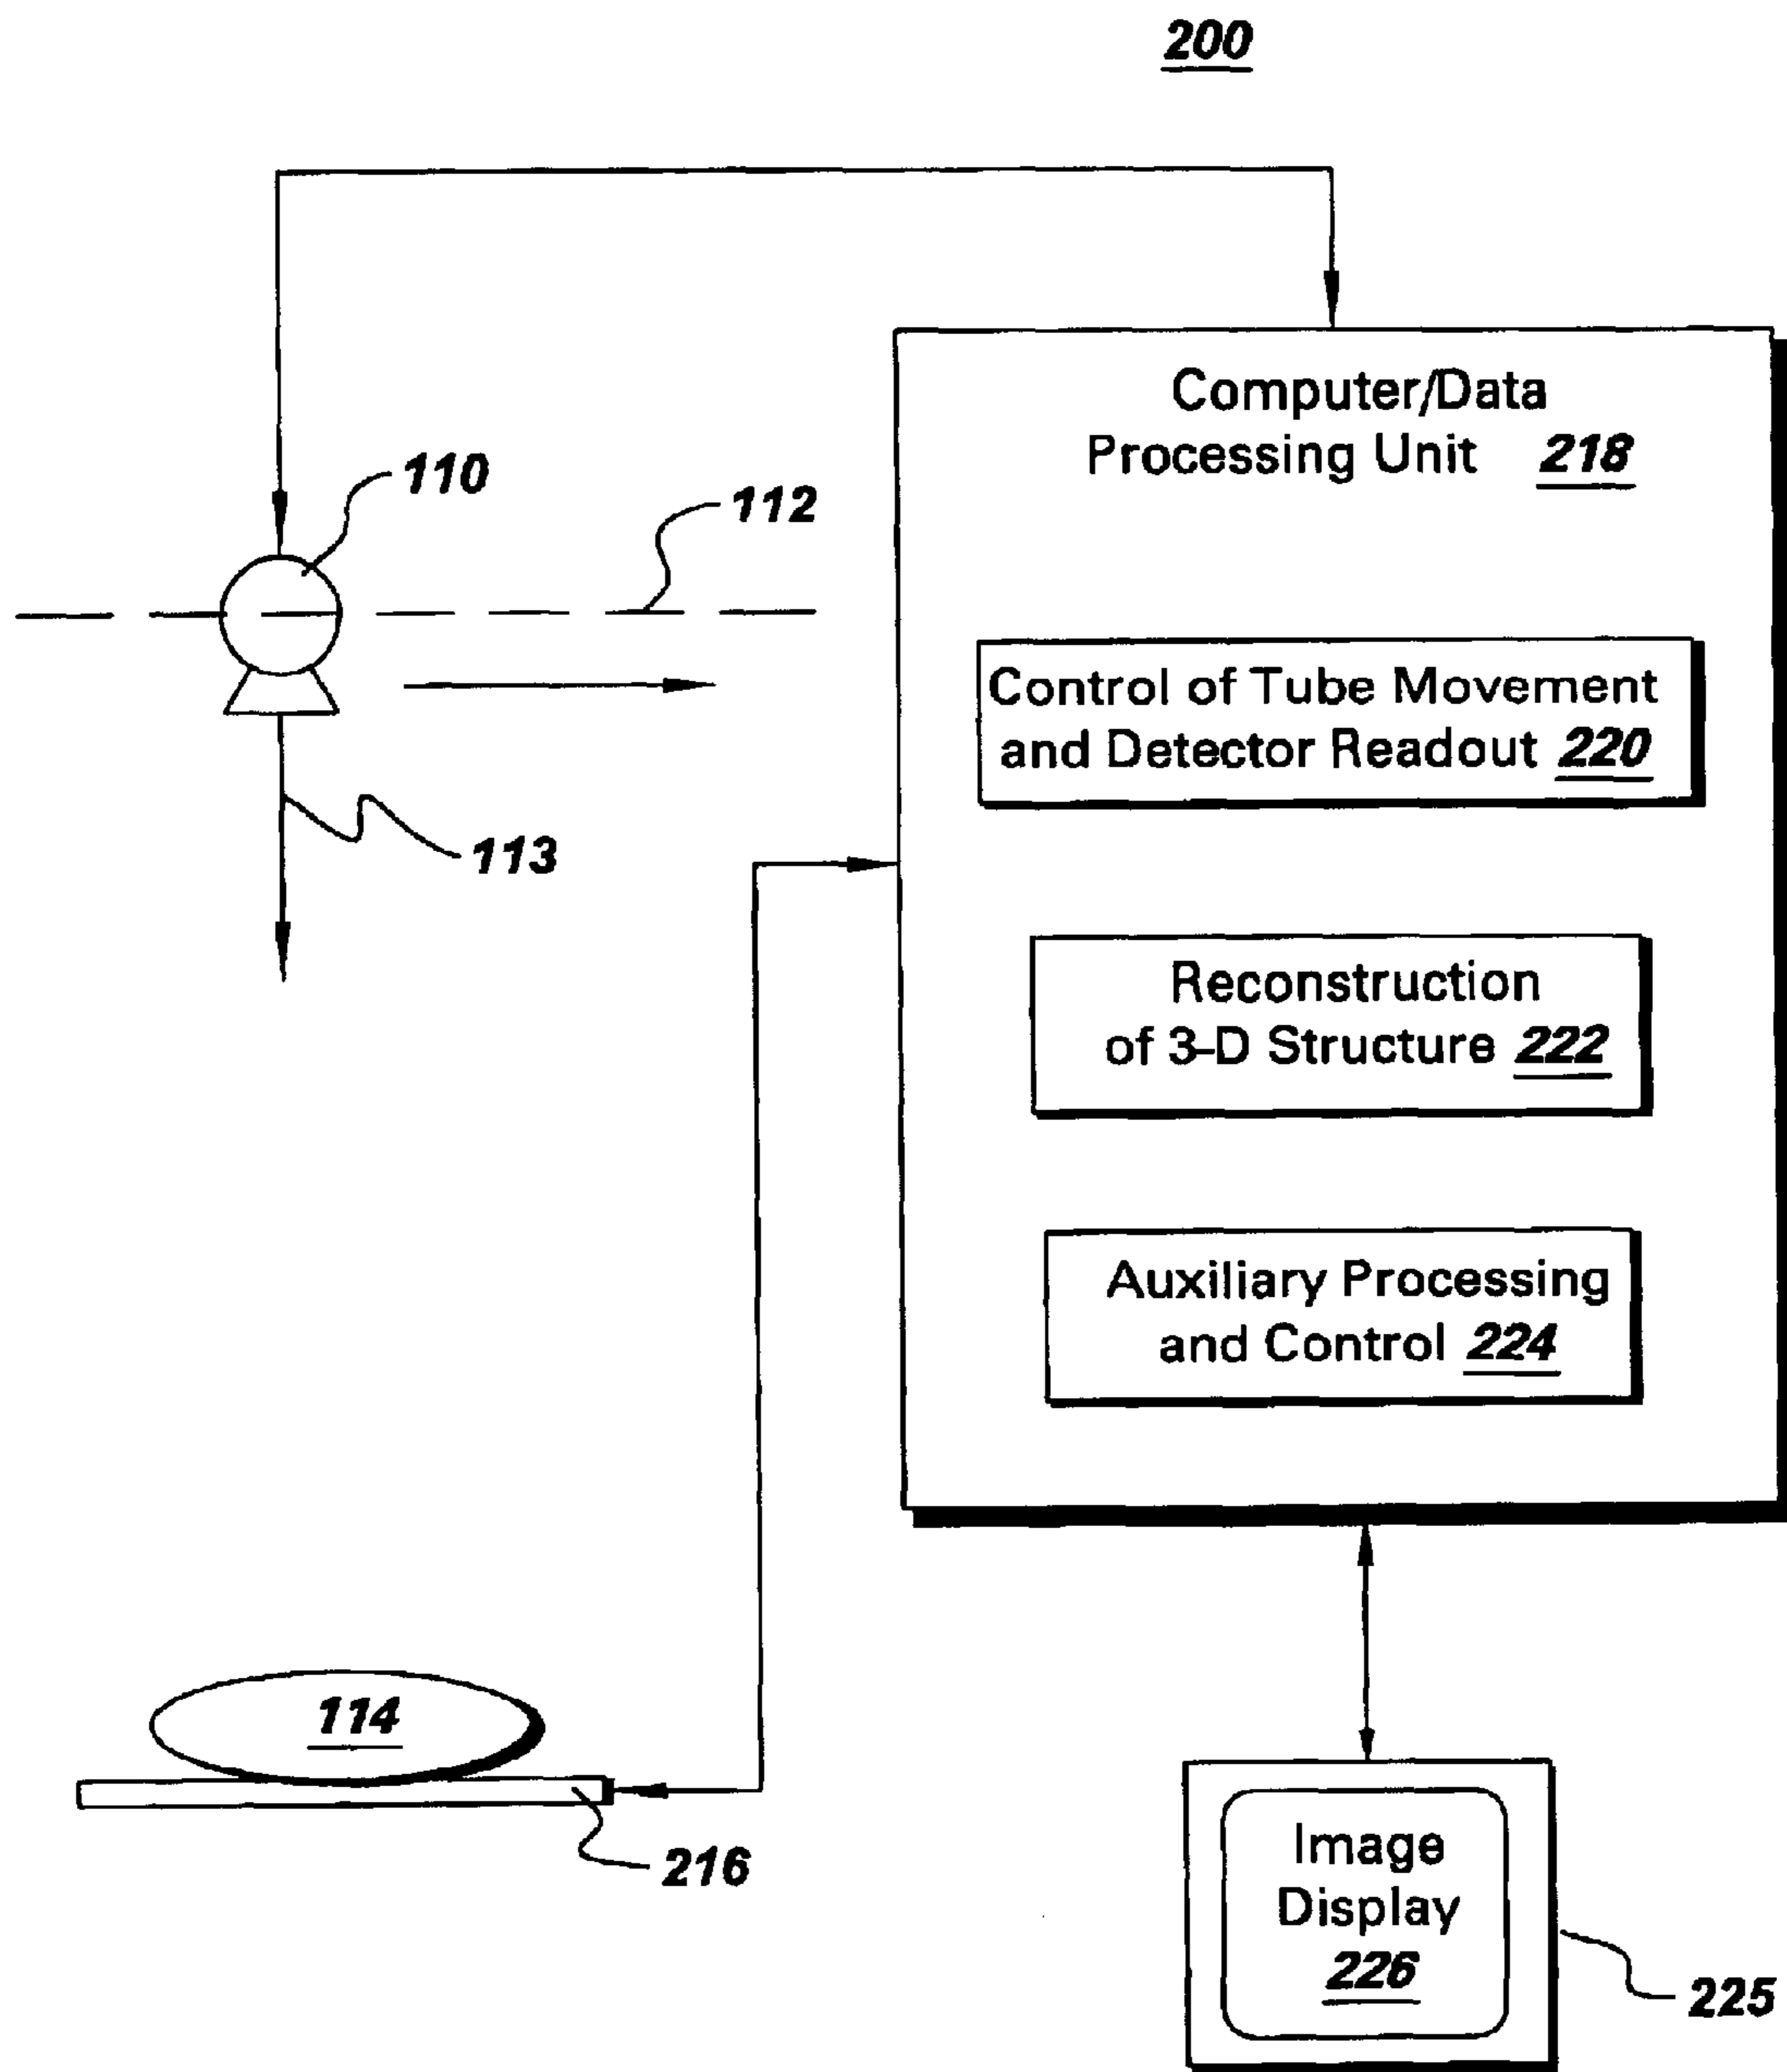 200
110
112
113
Computer/Data
Processing Unit 218
Control of Tube Movement
and Detector Readout 220
Reconstruction
of 3-D Structure 222
Auxiliary Processing
and Control 224
114
216
Image
Display
226
225